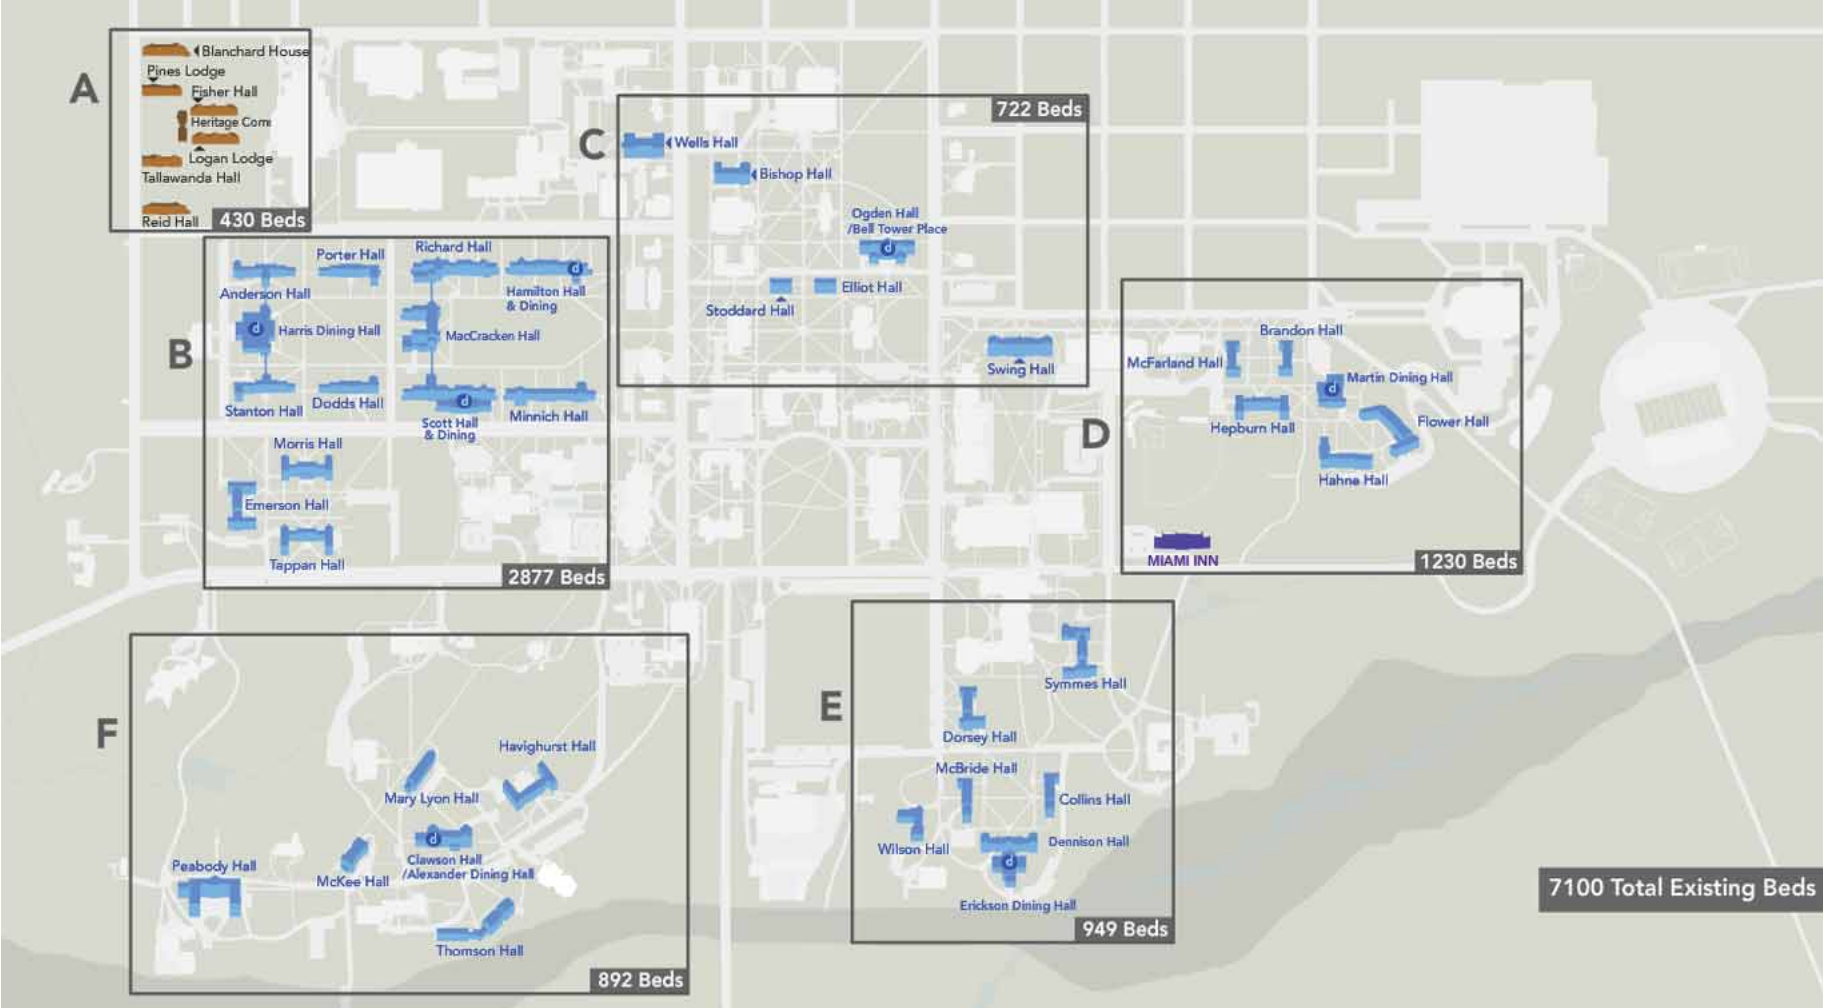 A
Blanchard House
Pines Lodge
Fisher Hall
Heritage Com
Logan Lodge
Tallawanda Hall
Reid Hall
430 Beds
B
Anderson Hall
Porter Hall
Richard Hall
Hamilton Hall
& Dining
d
d
Harris Dining Hall
MacCracken Hall
Stanton Hall
Dodds Hall
d
Scott Hall
& Dining
Minnich Hall
Morris Hall
Emerson Hall
Tappan Hall
2877 Beds
C
722 Beds
Wells Hall
Bishop Hall
Ogden Hall
/Bell Tower Place
d
Stoddard Hall
Elliot Hall
Swing Hall
D
Brandon Hall
McFarland Hall
Martin Dining Hall
d
Hepburn Hall
Flower Hall
Hahne Hall
MIAMI INN
1230 Beds
E
Symmes Hall
Dorsey Hall
McBride Hall
Collins Hall
Wilson Hall
Dennison Hall
d
Erickson Dining Hall
949 Beds
F
Havighurst Hall
Mary Lyon Hall
d
Clawson Hall
/Alexander Dining Hall
McKee Hall
Peabody Hall
Thomson Hall
892 Beds
7100 Total Existing Beds